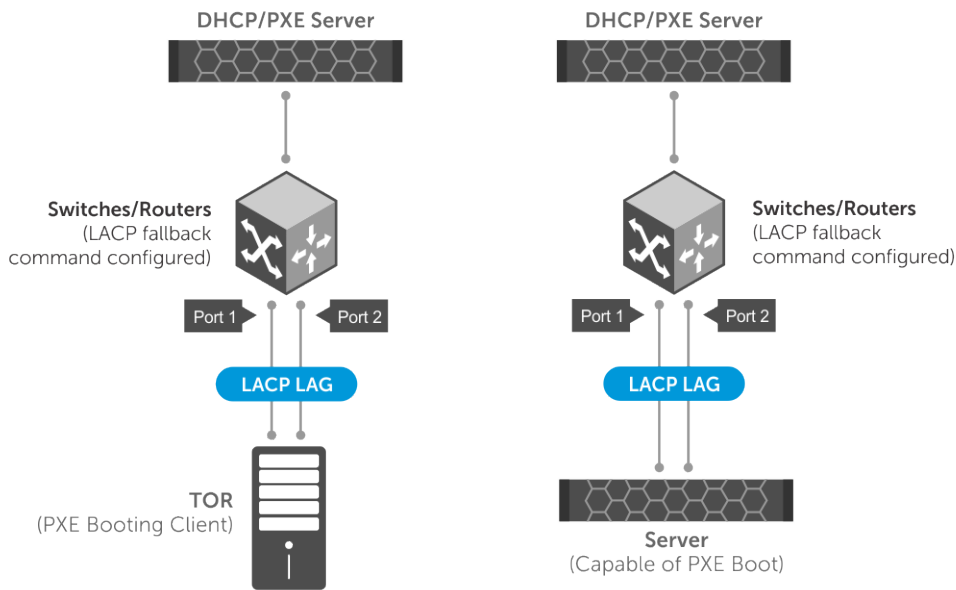 DHCP/PXE Server
Switches/Routers
(LACP fallback
command configured)
Port 1
Port 2
LACP LAG
TOR
(PXE Booting Client)
DHCP/PXE Server
Switches/Routers
(LACP fallback
command configured)
Port 1
Port 2
LACP LAG
Server
(Capable of PXE Boot)